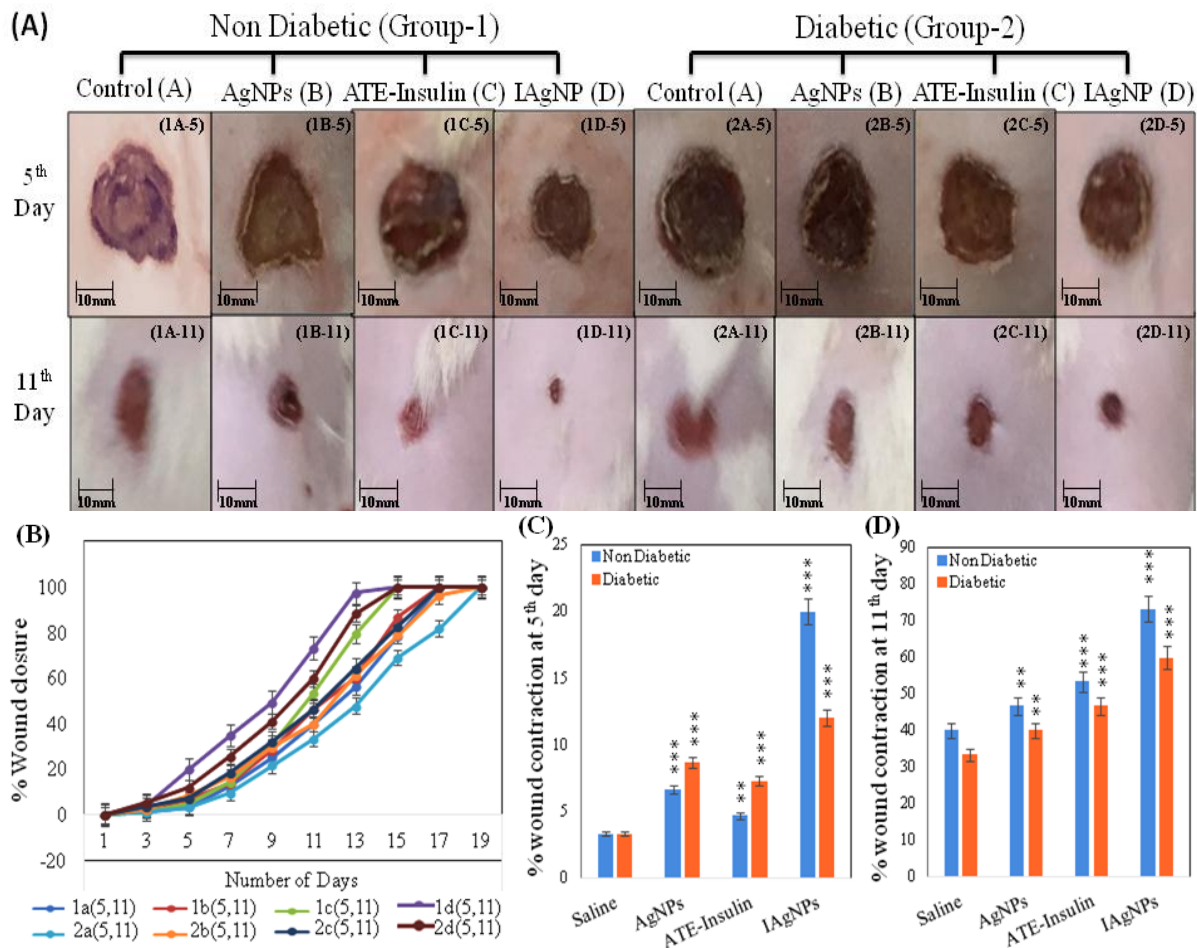 (A)
Non Diabetic (Group-1) Diabetic (Group-2)
Control (A) AgNPs (B) ATE-Insulin (C) IAgNP (D) Control (A) AgNPs (B) ATE-Insulin (C) IAgNP (D)
5th Day
(1A-5) (1B-5) (1C-5) (1D-5) (2A-5) (2B-5) (2C-5) (2D-5)
10mm 10mm 10mm 10mm 10mm 10mm 10mm 10mm
11th Day
(1A-11) (1B-11) (1C-11) (1D-11) (2A-11) (2B-11) (2C-11) (2D-11)
10mm 10mm 10mm 10mm 10mm 10mm 10mm 10mm
(B)
% Wound closure
100
80
60
40
20
0
-20
1 3 5 7 9 11 13 15 17 19
Number of Days
1a(5,11) 1b(5,11) 1c(5,11) 1d(5,11)
2a(5,11) 2b(5,11) 2c(5,11) 2d(5,11)
(C)
% wound contraction at 5th day
25
20
15
10
5
0
Non Diabetic
Diabetic
*** *** ** *** *** ***
Saline AgNPs ATE-Insulin IAgNPs
(D)
% wound contraction at 11th day
90
80
70
60
50
40
30
20
10
0
Non Diabetic
Diabetic
** ** *** *** *** ***
Saline AgNPs ATE-Insulin IAgNPs